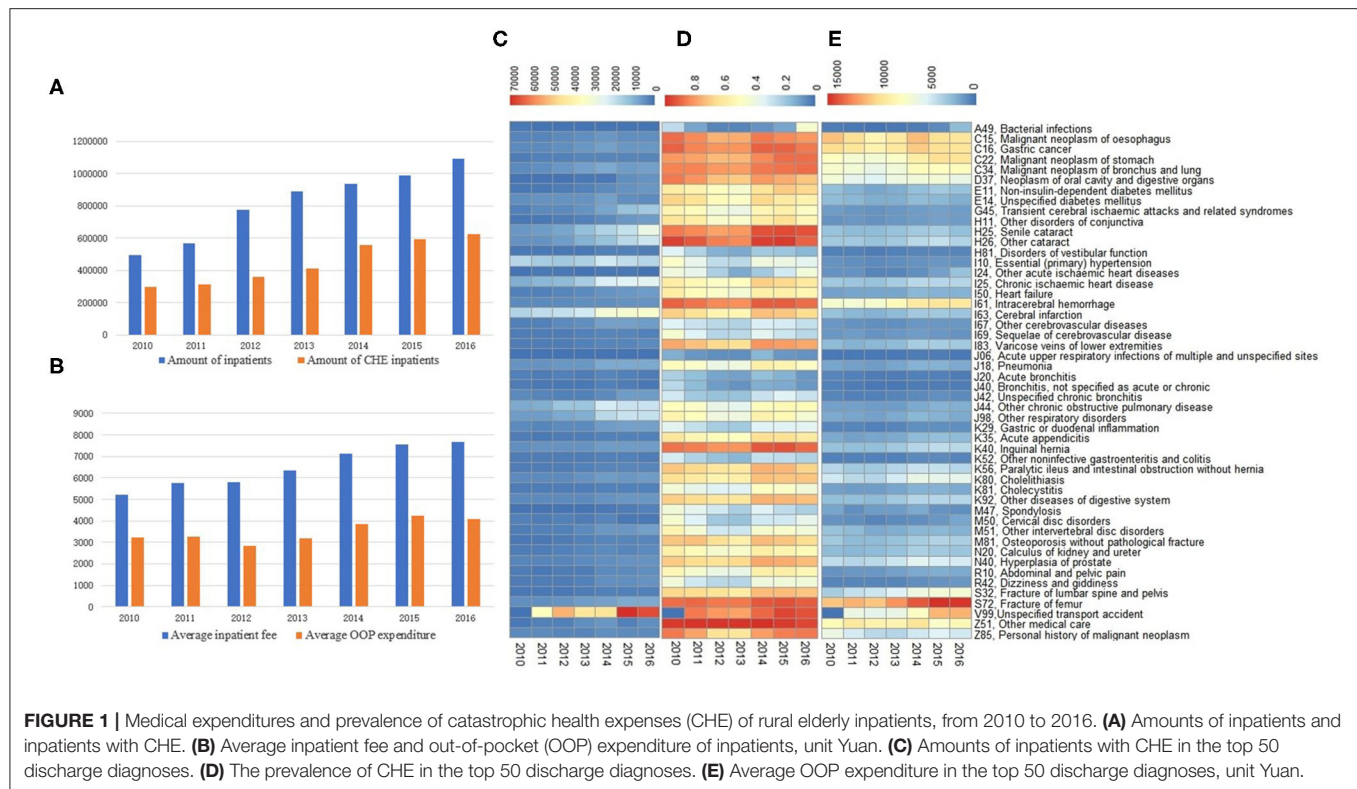 A
1200000
1000000
800000
600000
400000
200000
0
2010 2011 2012 2013 2014 2015 2016
Amount of inpatients Amount of CHE inpatients
B
9000
8000
7000
6000
5000
4000
3000
2000
1000
0
2010 2011 2012 2013 2014 2015 2016
Average inpatient fee Average OOP expenditure
C
70000 60000 50000 40000 30000 20000 10000 0
D
0.8 0.6 0.4 0.2 0
E
15000 10000 5000 0
A49, Bacterial infections
C15, Malignant neoplasm of oesophagus
C16, Gastric cancer
C22, Malignant neoplasm of stomach
C34, Malignant neoplasm of bronchus and lung
D37, Neoplasm of oral cavity and digestive organs
E11, Non-insulin-dependent diabetes mellitus
E14, Unspecified diabetes mellitus
G45, Transient cerebral ischaemic attacks and related syndromes
H11, Other disorders of conjunctiva
H25, Senile cataract
H26, Other cataract
H81, Disorders of vestibular function
I10, Essential (primary) hypertension
I24, Other acute ischaemic heart diseases
I25, Chronic ischaemic heart disease
I50, Heart failure
I61, Intracerebral hemorrhage
I63, Cerebral infarction
I67, Other cerebrovascular diseases
I69, Sequelae of cerebrovascular disease
I83, Varicose veins of lower extremities
J06, Acute upper respiratory infections of multiple and unspecified sites
J18, Pneumonia
J20, Acute bronchitis
J40, Bronchitis, not specified as acute or chronic
J42, Unspecified chronic bronchitis
J44, Other chronic obstructive pulmonary disease
J98, Other respiratory disorders
K29, Gastric or duodenal inflammation
K35, Acute appendicitis
K40, Inguinal hernia
K52, Other noninfective gastroenteritis and colitis
K56, Paralytic ileus and intestinal obstruction without hernia
K80, Cholelithiasis
K81, Cholecystitis
K92, Other diseases of digestive system
M47, Spondylosis
M50, Cervical disc disorders
M51, Other intervertebral disc disorders
M81, Osteoporosis without pathological fracture
N20, Calculus of kidney and ureter
N40, Hyperplasia of prostate
R10, Abdominal and pelvic pain
R42, Dizziness and giddiness
S32, Fracture of lumbar spine and pelvis
S72, Fracture of femur
V99,Unspecified transport accident
Z51, Other medical care
Z85, Personal history of malignant neoplasm
2010 2011 2012 2013 2014 2015 2016
2010 2011 2012 2013 2014 2015 2016
2010 2011 2012 2013 2014 2015 2016
FIGURE 1 | Medical expenditures and prevalence of catastrophic health expenses (CHE) of rural elderly inpatients, from 2010 to 2016. (A) Amounts of inpatients and
inpatients with CHE. (B) Average inpatient fee and out-of-pocket (OOP) expenditure of inpatients, unit Yuan. (C) Amounts of inpatients with CHE in the top 50
discharge diagnoses. (D) The prevalence of CHE in the top 50 discharge diagnoses. (E) Average OOP expenditure in the top 50 discharge diagnoses, unit Yuan.